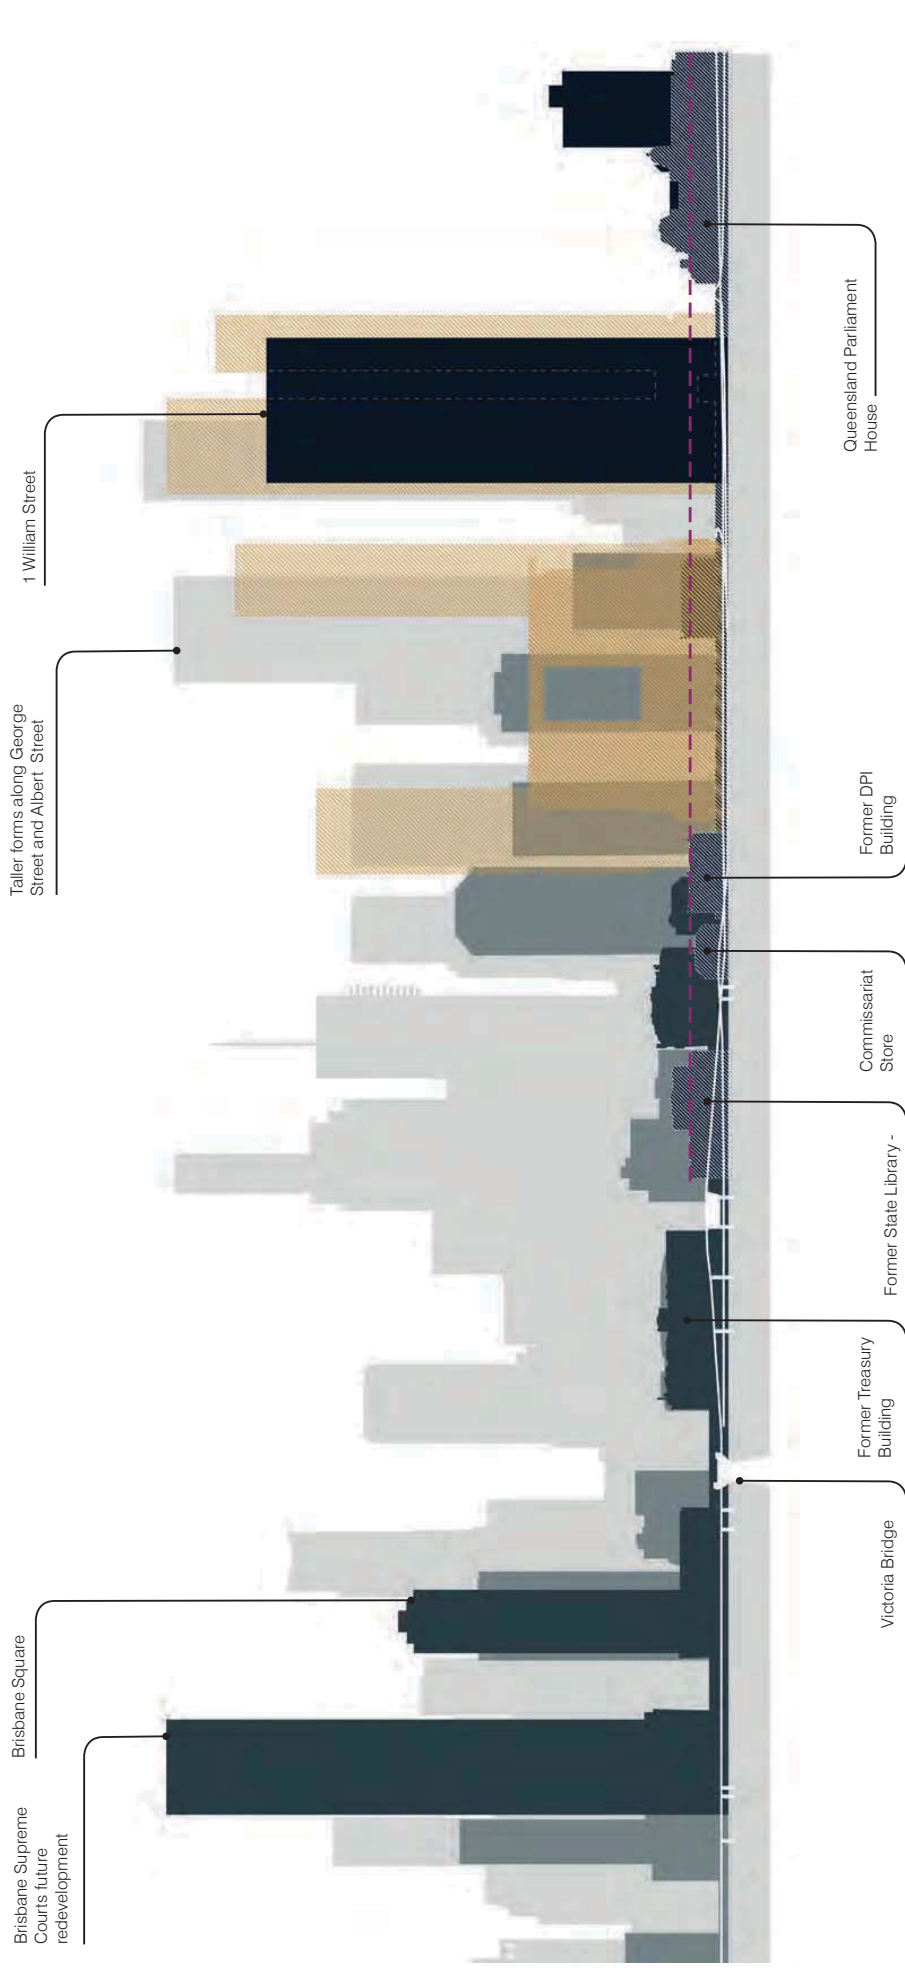 Brisbane Supreme
Courts future
redevelopment
Brisbane Square
Taller forms along George
Street and Albert Street
1 William Street
Victoria Bridge
Former Treasury
Building
Former State Library -
Commissariat
Store
Former DPI
Building
Queensland Parliament
House